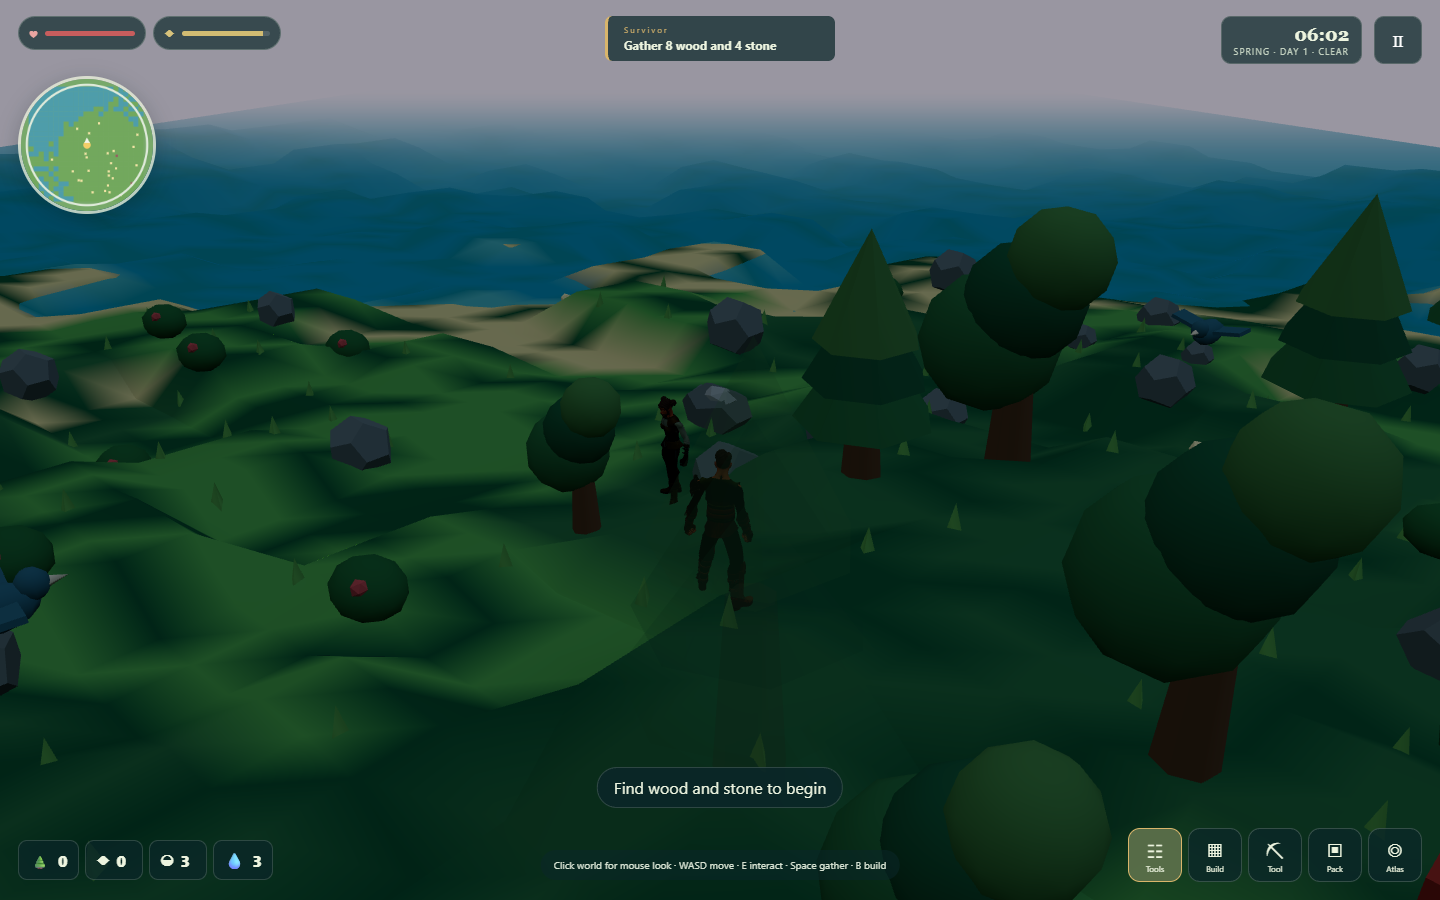 Survivor
Gather 8 wood and 4 stone
06:02
SPRING · DAY 1 · CLEAR
II
Find wood and stone to begin
0
0
3
3
Click world for mouse look · WASD move · E interact · Space gather · B build
Tools
Build
Tool
Pack
Atlas